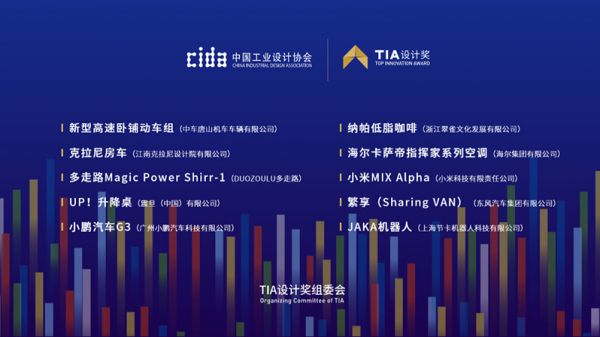 cida 中国工业设计协会
CHINA INDUSTRIAL DESIGN ASSOCIATION
TIA设计奖
TOP INNOVATION AWARD
新型高速卧铺动车组（中车唐山机车车辆有限公司）
克拉尼房车（江南克拉尼设计院有限公司）
多走路Magic Power Shirr-1（DUOZOULU多走路）
UP！升降桌（震旦（中国）有限公司）
小鹏汽车G3（广州小鹏汽车科技有限公司）
纳帕低脂咖啡（浙江翠雀文化发展有限公司）
海尔卡萨帝指挥家系列空调（海尔集团有限公司）
小米MIX Alpha（小米科技有限责任公司）
繁享（Sharing VAN）（东风汽车集团有限公司）
JAKA机器人（上海节卡机器人科技有限公司）
TIA设计奖组委会
Organizing Committee of TIA